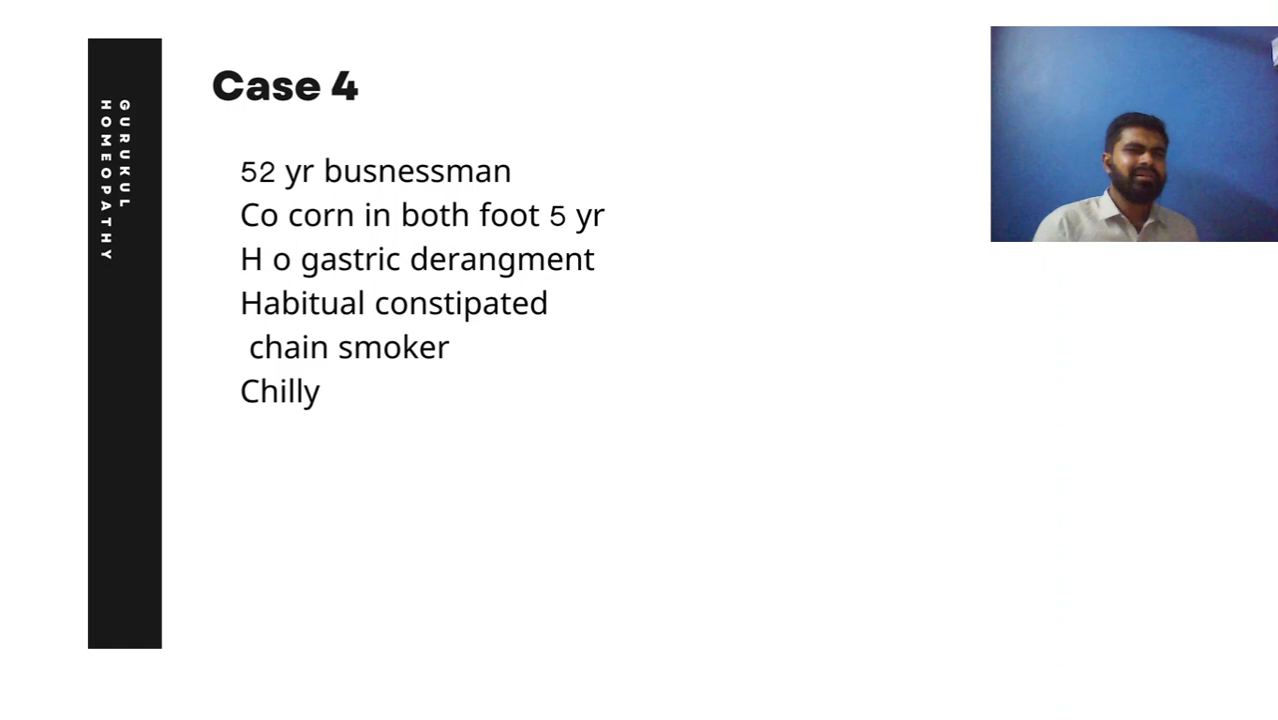 GURUKUL
HOMEOPATHY
Case 4
52 yr busnessman
Co corn in both foot 5 yr
H o gastric derangment
Habitual constipated
chain smoker
Chilly